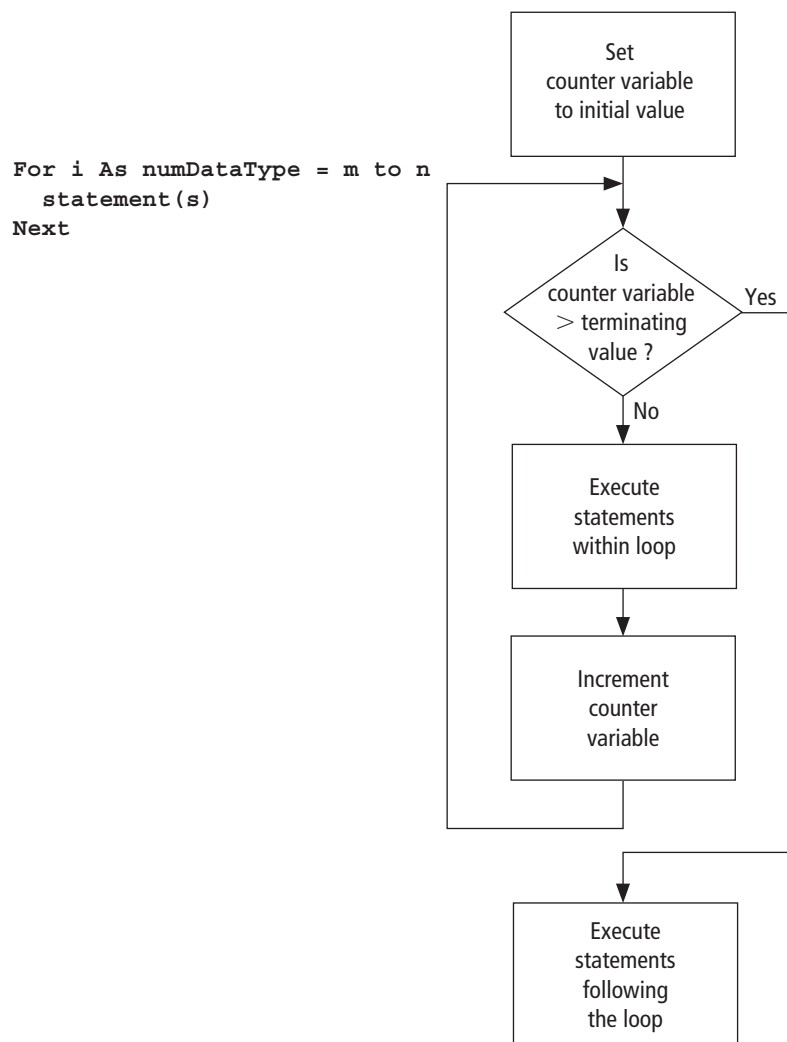 For i As numDataType = m to n
statement(s)
Next
Set
counter variable
to initial value
Is
counter variable
> terminating
value ?
Yes
No
Execute
statements
within loop
Increment
counter
variable
Execute
statements
following
the loop